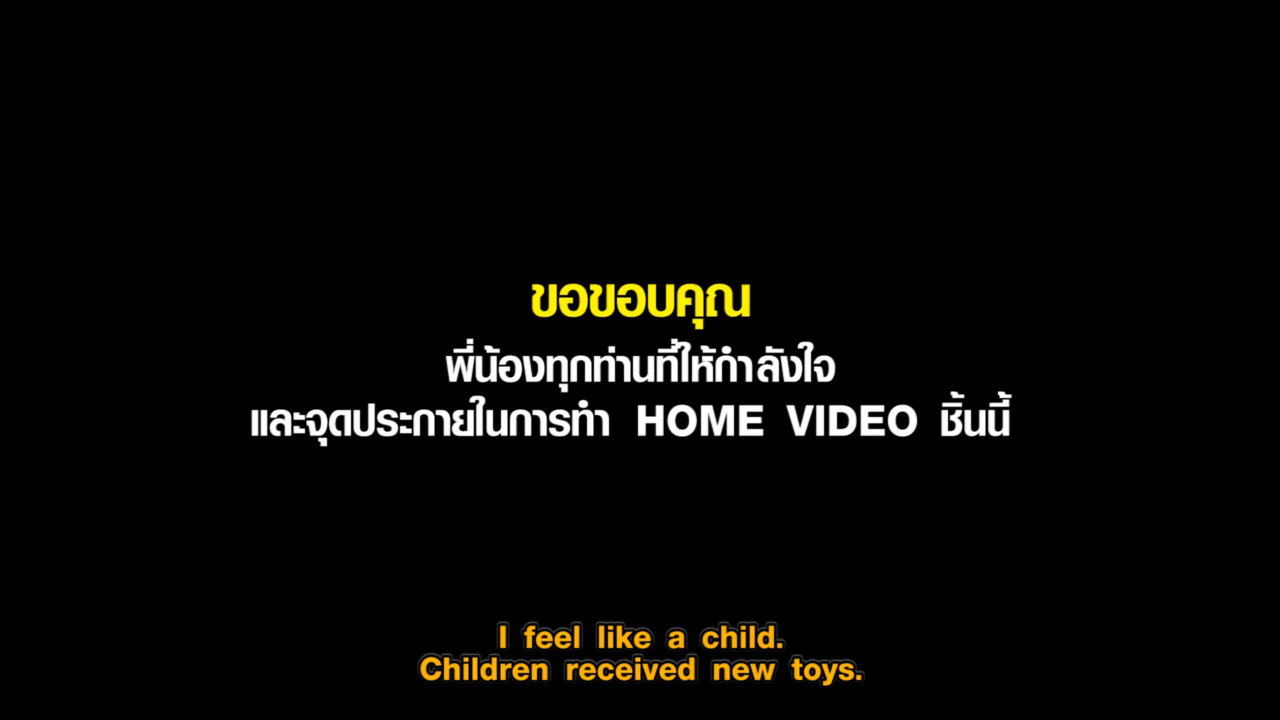 ขอขอบคุณ
พี่น้องทุกท่านที่ให้กำลังใจ
และจุดประกายในการทำ HOME VIDEO ชิ้นนี้
I feel like a child.
Children received new toys.